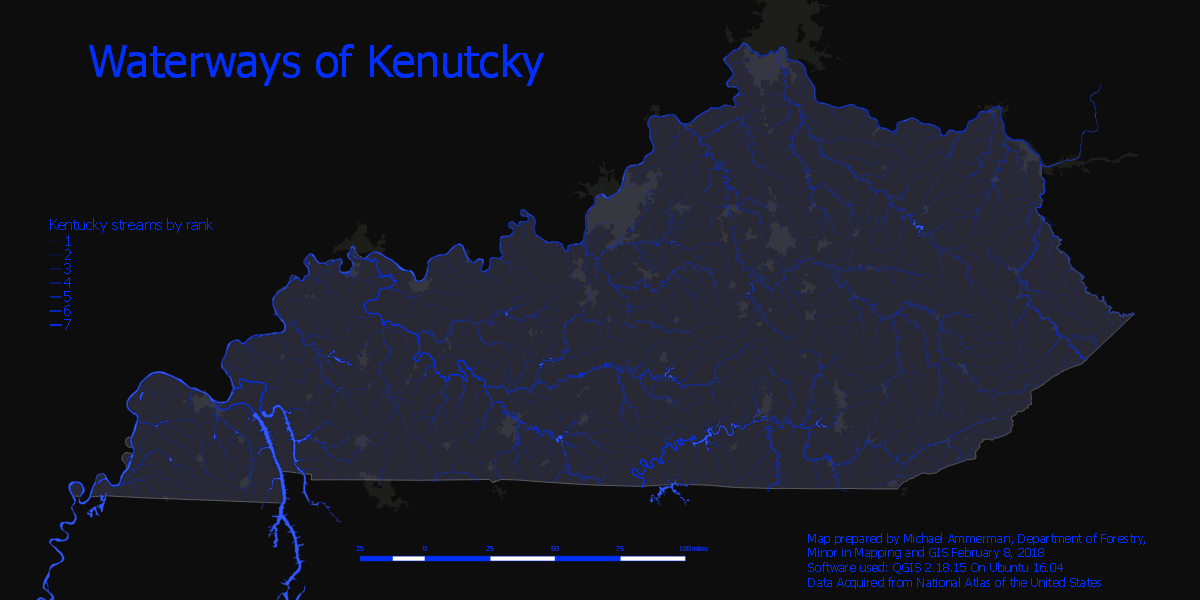 Waterways of Kenutcky
Kentucky streams by rank
1
2
3
4
5
6
7
25 0 25 50 75 100 miles
Map prepared by Michael Ammerman, Department of Forestry,
Minor in Mapping and GIS February 8, 2018
Software used: QGIS 2.18.15 On Ubuntu 16.04
Data Acquired from National Atlas of the United States